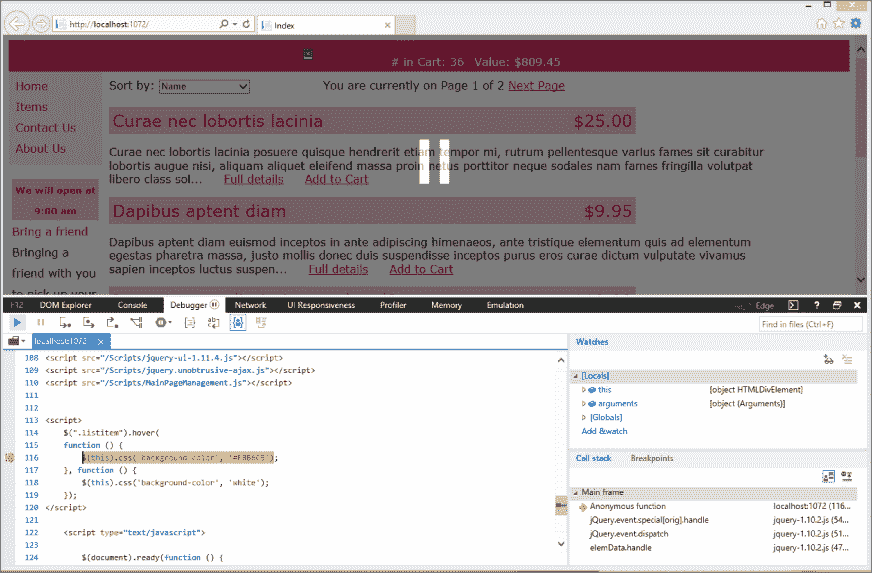 http://localhost:1072/
Index
# in Cart: 36 Value: $809.45
Home
Items
Contact Us
About Us
We will open at
9:00 am
Bring a friend
Bringing a
friend with you
to pick up your
Sort by: Name
You are currently on Page 1 of 2 Next Page
Curae nec lobortis lacinia $25.00
Curae nec lobortis lacinia posuere quisque hendrerit etiam tempor mi, rutrum pellentesque varius fames sit curabitur
lobortis augue nisi, aliquam aliquet eleifend massa proin netus porttitor neque sodales nam fames fringilla volutpat
libero class sol... Full details Add to Cart
Dapibus aptent diam $9.95
Dapibus aptent diam euismod inceptos in ante adipiscing himenaeos, ante tristique elementum quis ad elementum
egestas pharetra massa, justo mollis donec duis suspendisse inceptos purus eros curae dictum vulputate vivamus
sapien inceptos luctus suspen... Full details Add to Cart
F12 DOM Explorer Console Debugger Network UI Responsiveness Profiler Memory Emulation Edge
Find in files (Ctrl+F)
localhost:1072
108 <script src="/Scripts/jquery-ui-1.11.4.js"></script>
109 <script src="/Scripts/jquery.unobtrusive-ajax.js"></script>
110 <script src="/Scripts/MainPageManagement.js"></script>
111
112
113 <script>
114 $(".listitem").hover(
115 function () {
116 $(this).css('background-color',
117 }, function () {
118 $(this).css('background-color', 'white');
119 });
120 </script>
121
122 <script type="text/javascript">
123
124 $(document).ready(function () {
Watches
[Locals]
this [object HTMLDivElement]
arguments [object (Arguments)]
[Globals]
Add watch
Call stack Breakpoints
Main frame
Anonymous function localhost:1072 (116...
jQuery.event.special[orig].handle jquery-1.10.2.js (54...
jQuery.event.dispatch jquery-1.10.2.js (51...
elemData.handle jquery-1.10.2.js (47...